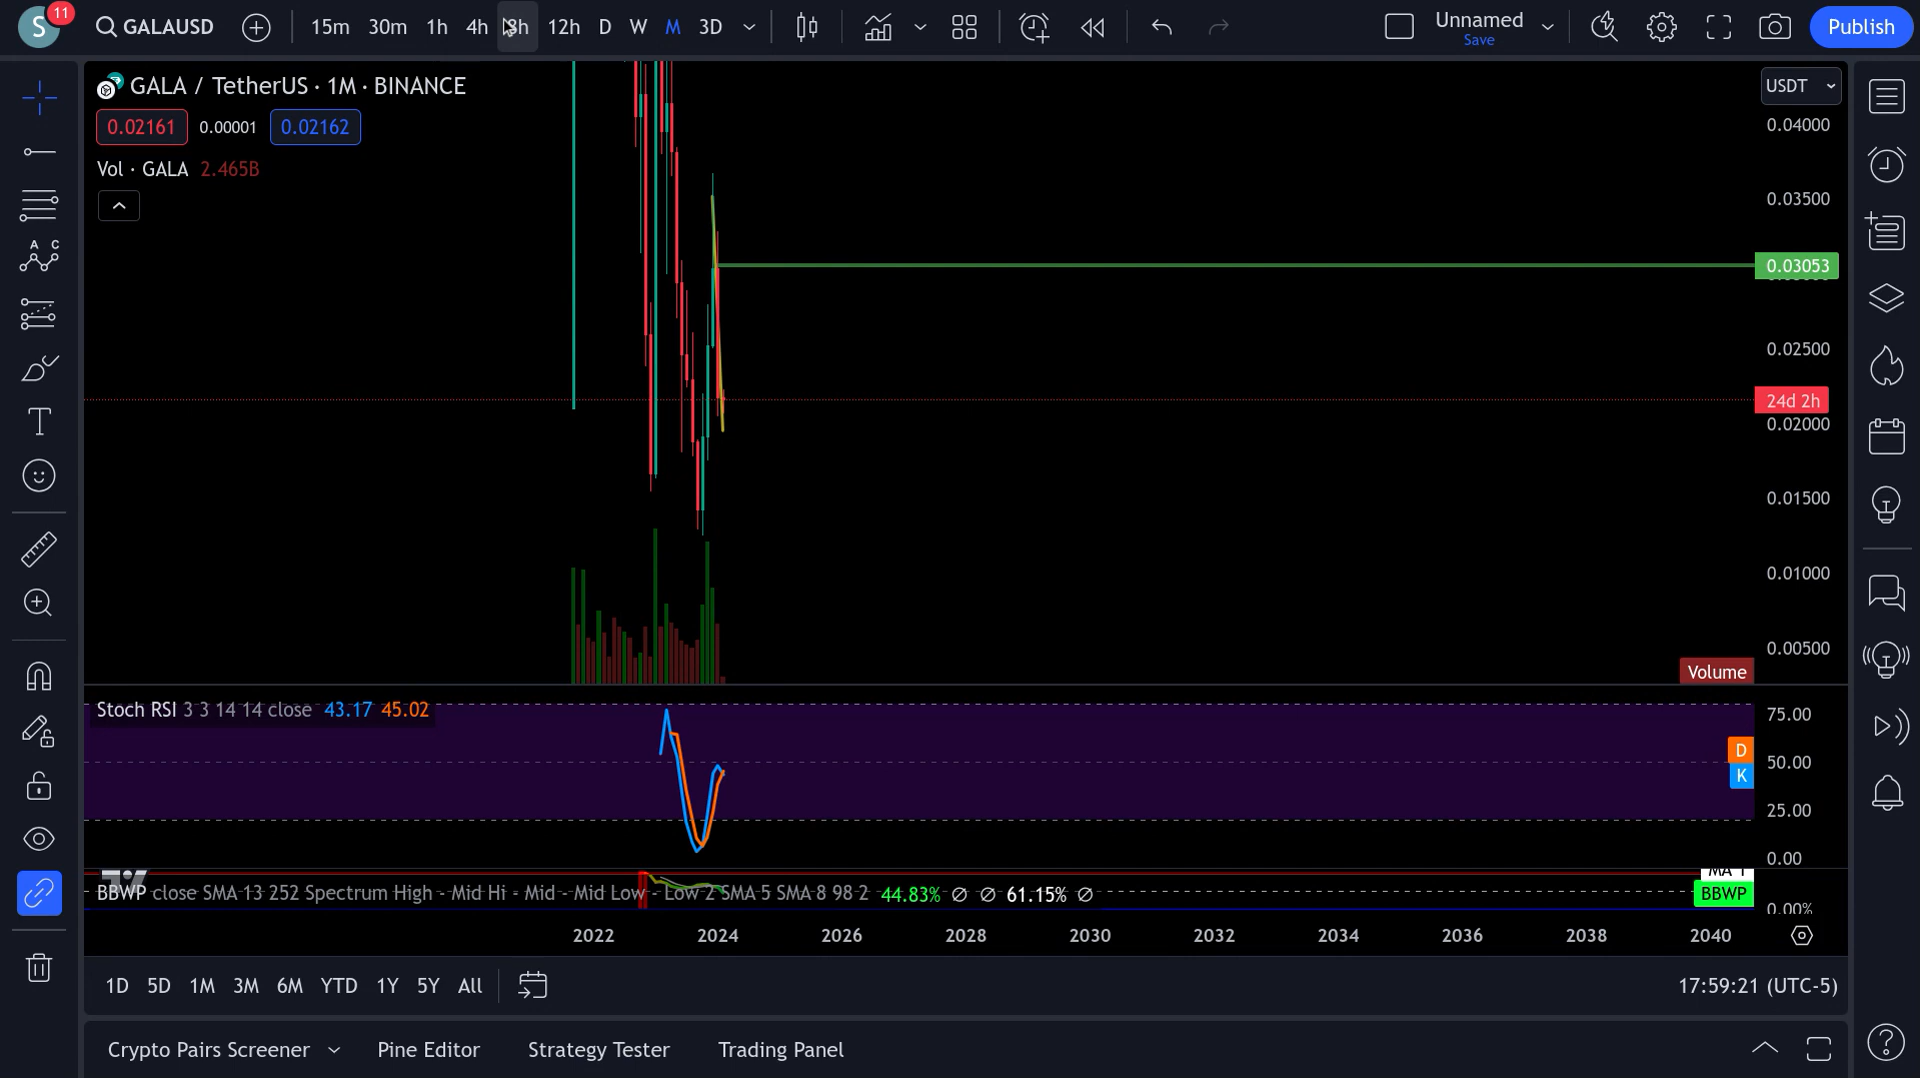 S
11
GALAUSD
15m 30m 1h 4h 8h 12h D W M 3D
Unnamed
Save
Publish
GALA / TetherUS · 1M · BINANCE
0.02161 0.00001 0.02162
Vol · GALA 2.465B
USDT
0.04000
0.03500
0.03053
0.02500
24d 2h
0.02000
0.01500
0.01000
0.00500
Volume
A C
T
Stoch RSI 3 3 14 14 close 43.17 45.02
75.00
D
50.00
K
25.00
0.00
BBWP close SMA 13 252 Spectrum High - Mid Hi - Mid - Mid Low - Low 2 SMA 5 SMA 8 98 2 44.83% ∅ ∅ 61.15% ∅
MA 1
BBWP
0.00%
2022 2024 2026 2028 2030 2032 2034 2036 2038 2040
1D 5D 1M 3M 6M YTD 1Y 5Y All
17:59:21 (UTC-5)
Crypto Pairs Screener Pine Editor Strategy Tester Trading Panel